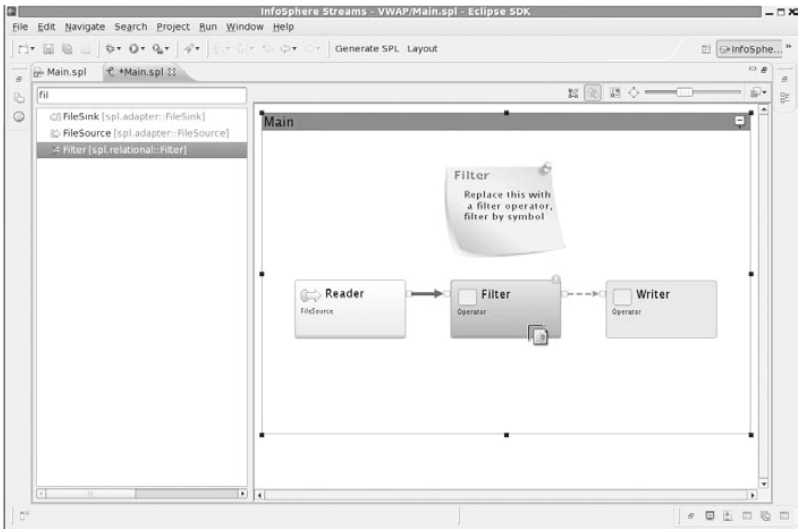 InfoSphere Streams - VWAP/Main.spl - Eclipse SDK
File Edit Navigate Search Project Run Window Help
Generate SPL Layout
InfoSphe... »
Main.spl
*Main.spl
fil
FileSink [spl.adapter::FileSink]
FileSource [spl.adapter::FileSource]
Filter [spl.relational::Filter]
Main
Filter
Replace this with
a filter operator,
filter by symbol
Reader
FileSource
Filter
Operator
Writer
Operator